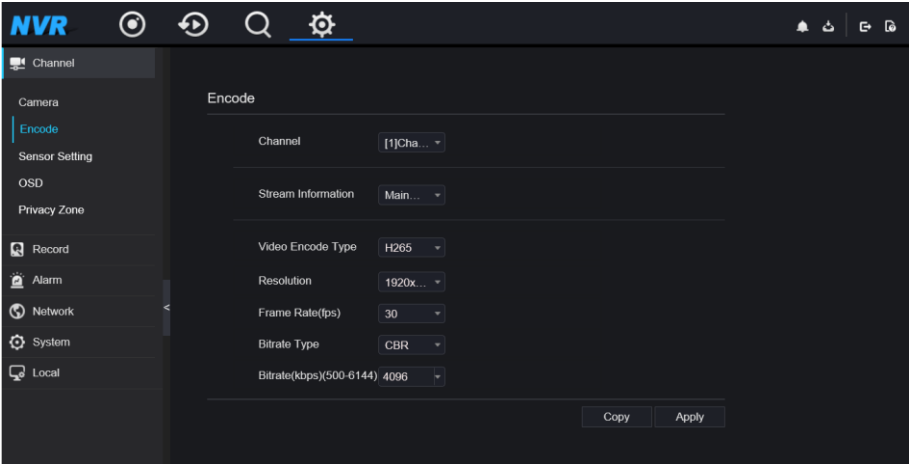 NVR
Channel
Camera
Encode
Sensor Setting
OSD
Privacy Zone
Record
Alarm
Network
System
Local
<
Encode
Channel [1]Cha...
Stream Information Main...
Video Encode Type H265
Resolution 1920x...
Frame Rate(fps) 30
Bitrate Type CBR
Bitrate(kbps)(500-6144) 4096
Copy Apply